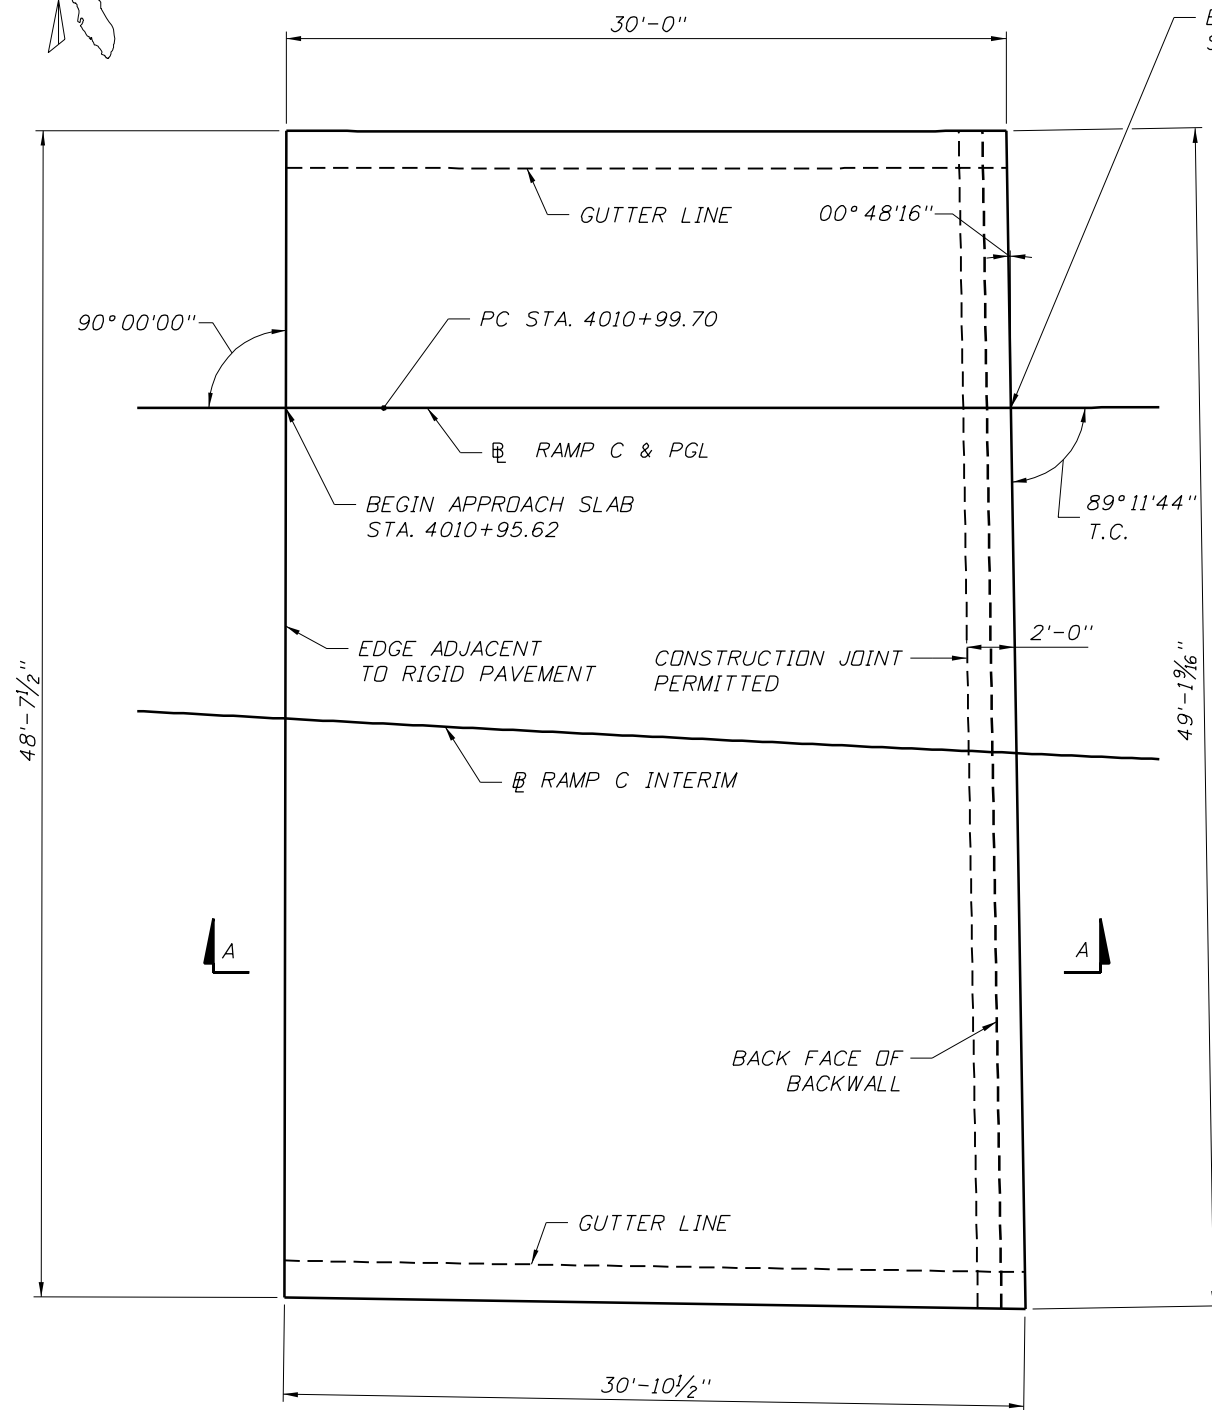 30'-0"
GUTTER LINE
00°48'16"
90°00'00"
PC STA. 4010+99.70
℄ RAMP C & PGL
BEGIN APPROACH SLAB
STA. 4010+95.62
89°11'44"
T.C.
EDGE ADJACENT
TO RIGID PAVEMENT
CONSTRUCTION JOINT
PERMITTED
2'-0"
48'-7½"
49'-1⁹⁄₁₆"
BL RAMP C INTERIM
A
A
BACK FACE OF
BACKWALL
GUTTER LINE
30'-10½"